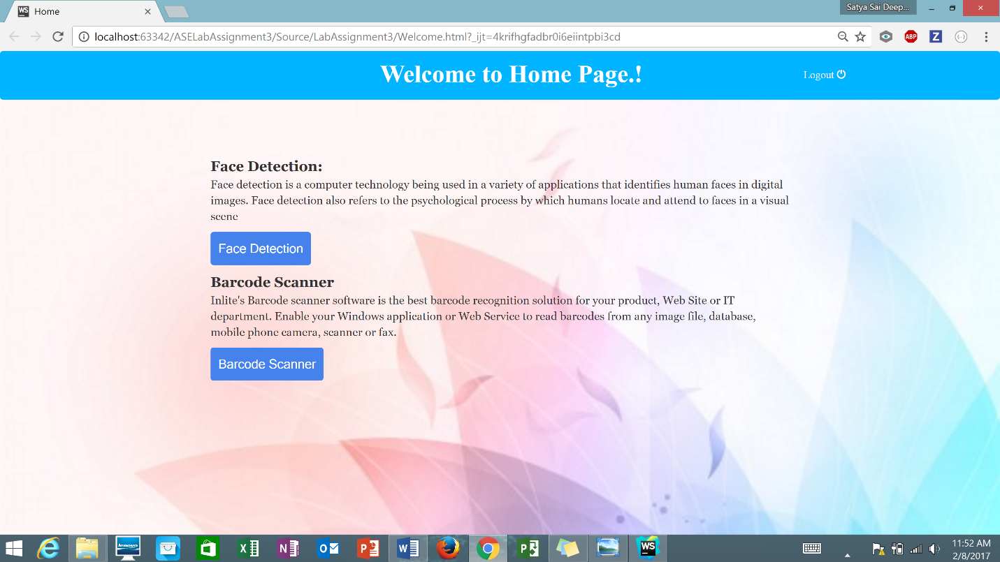 Home
Satya Sai Deep...
localhost:63342/ASELabAssignment3/Source/LabAssignment3/Welcome.html?_ijt=4krifhgfadbr0i6eiintpbi3cd
ABP
Z
Welcome to Home Page.!
Logout
Face Detection:
Face detection is a computer technology being used in a variety of applications that identifies human faces in digital
images. Face detection also refers to the psychological process by which humans locate and attend to faces in a visual
scene
Face Detection
Barcode Scanner
Inlite's Barcode scanner software is the best barcode recognition solution for your product, Web Site or IT
department. Enable your Windows application or Web Service to read barcodes from any image file, database,
mobile phone camera, scanner or fax.
Barcode Scanner
lenovo
WS
11:52 AM
2/8/2017